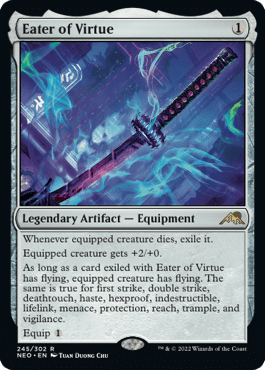 Eater of Virtue 1
Legendary Artifact — Equipment
Whenever equipped creature dies, exile it.
Equipped creature gets +2/+0.
As long as a card exiled with Eater of Virtue
has flying, equipped creature has flying. The
same is true for first strike, double strike,
deathtouch, haste, hexproof, indestructible,
lifelink, menace, protection, reach, trample, and
vigilance.
Equip 1
245/302 R
NEO • EN Tuan Duong Chu ™ & © 2022 Wizards of the Coast